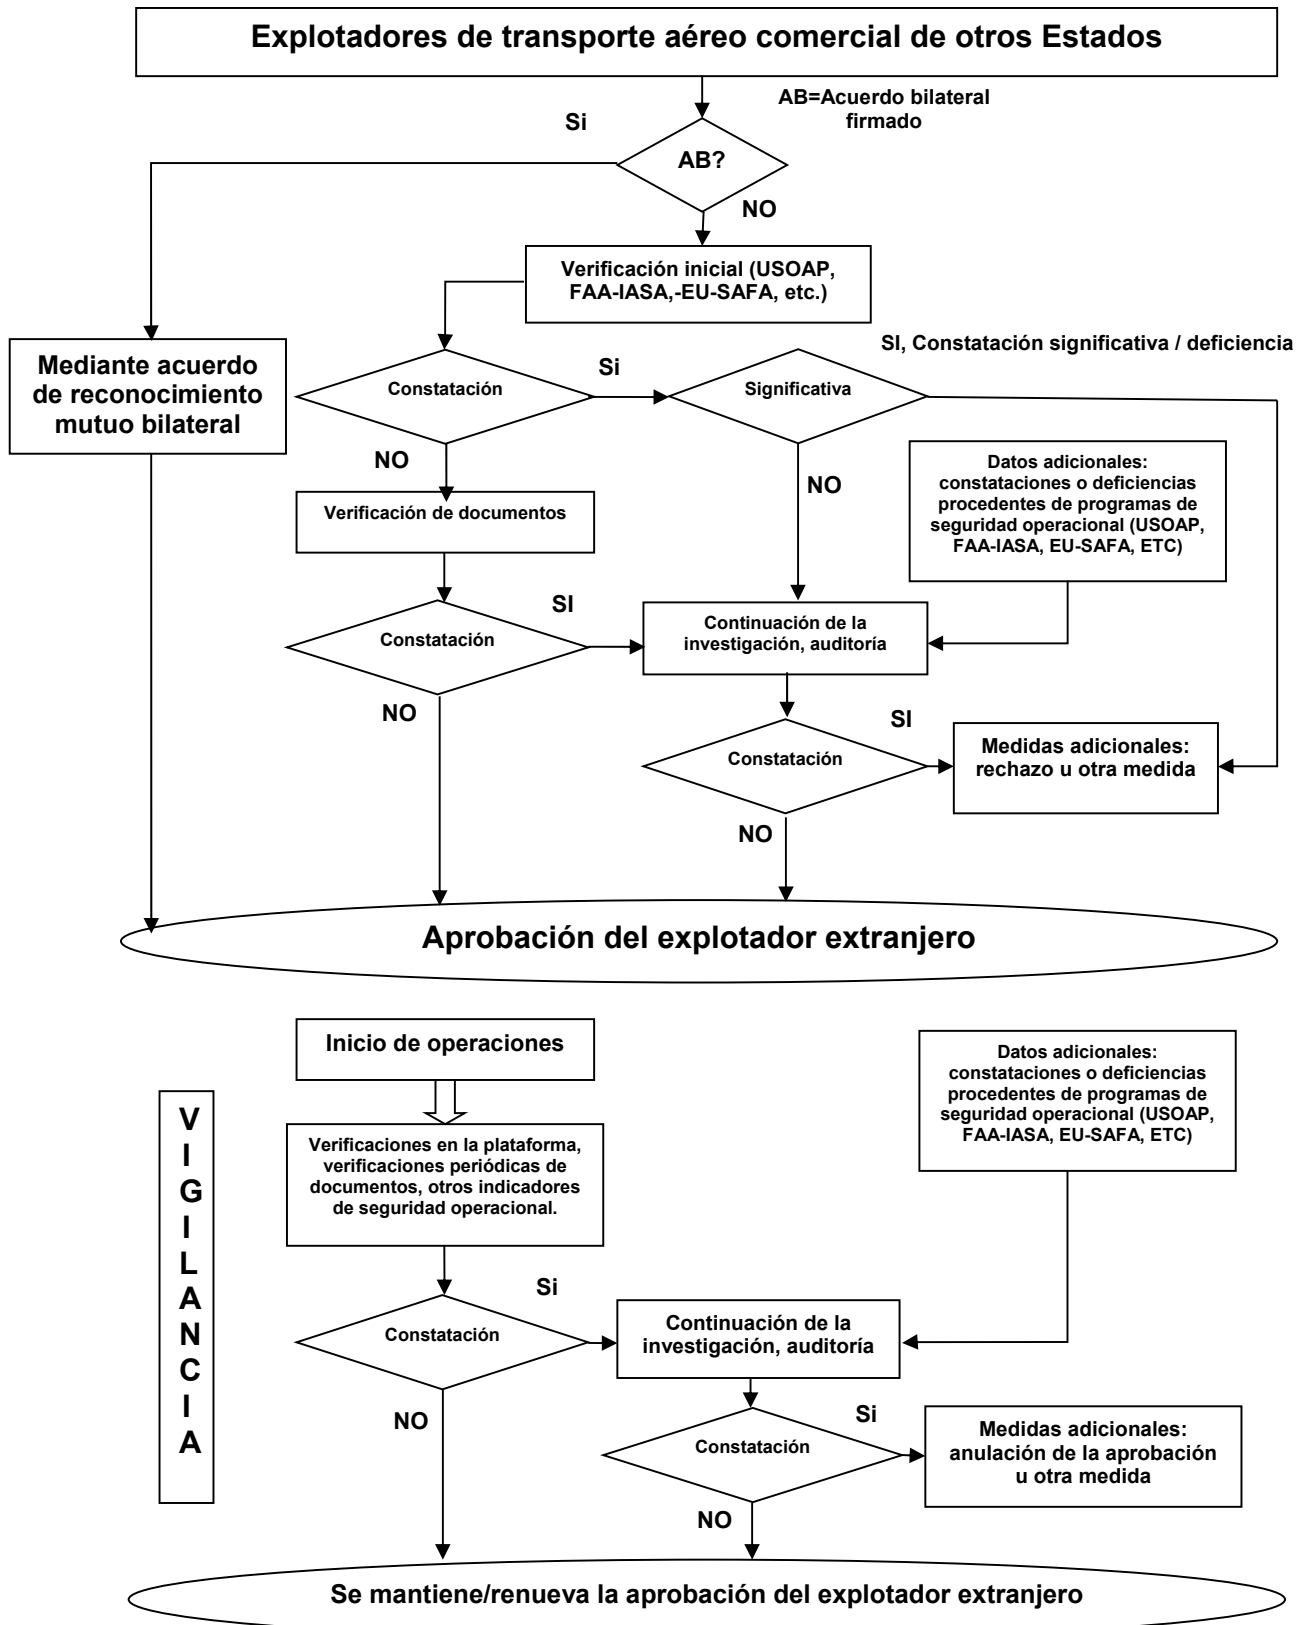 Explotadores de transporte aéreo comercial de otros Estados
AB=Acuerdo bilateral
firmado
Si
AB?
NO
Verificación inicial (USOAP,
FAA-IASA,-EU-SAFA, etc.)
Mediante acuerdo
de reconocimiento
mutuo bilateral
SI, Constatación significativa / deficiencia
Constatación
Si
Significativa
NO
NO
Datos adicionales:
constataciones o deficiencias
procedentes de programas de
seguridad operacional (USOAP,
FAA-IASA, EU-SAFA, ETC)
Verificación de documentos
Constatación
SI
Continuación de la
investigación, auditoría
NO
SI
Constatación
Medidas adicionales:
rechazo u otra medida
NO
Aprobación del explotador extranjero
Inicio de operaciones
Datos adicionales:
constataciones o deficiencias
procedentes de programas de
seguridad operacional (USOAP,
FAA-IASA, EU-SAFA, ETC)
V
I
G
I
L
A
N
C
I
A
Verificaciones en la plataforma,
verificaciones periódicas de
documentos, otros indicadores
de seguridad operacional.
Si
Constatación
Continuación de la
investigación, auditoría
NO
Si
Constatación
Medidas adicionales:
anulación de la aprobación
u otra medida
NO
Se mantiene/renueva la aprobación del explotador extranjero